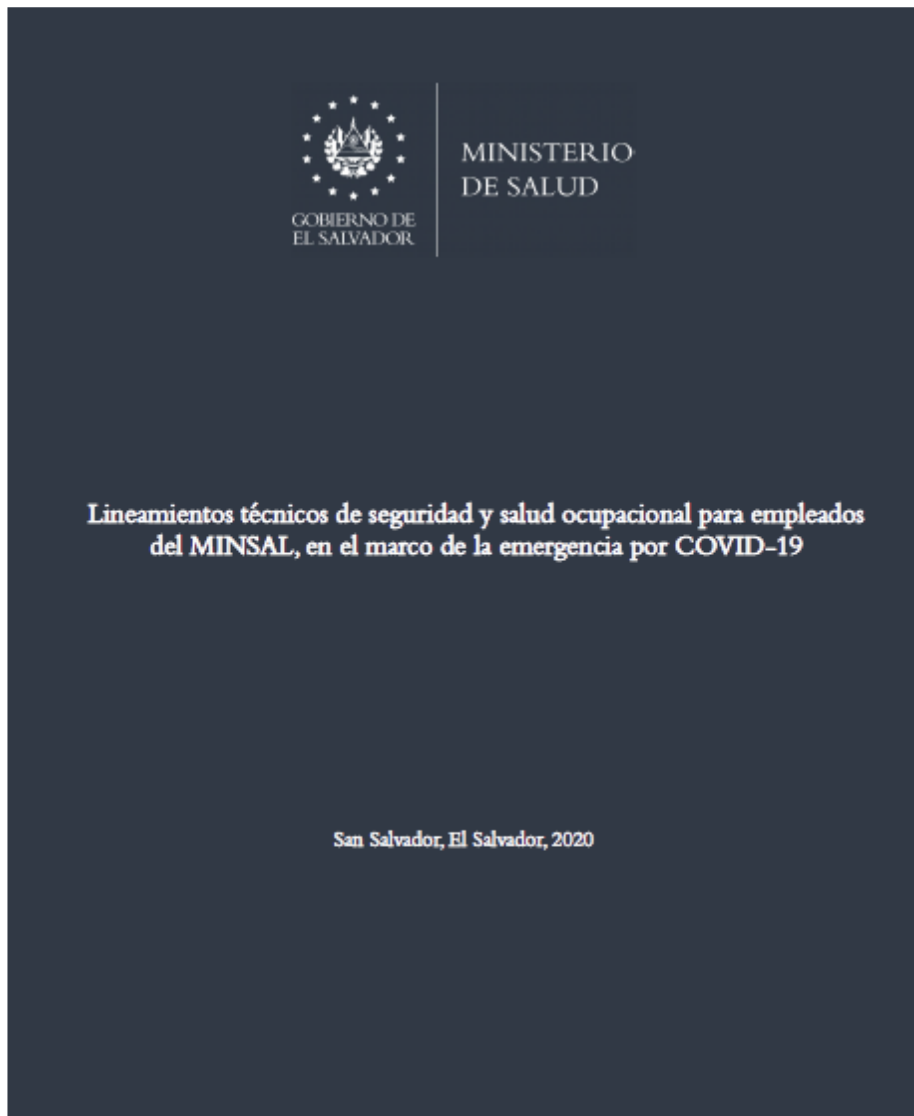 GOBIERNO DE
EL SALVADOR
MINISTERIO
DE SALUD
Lineamientos técnicos de seguridad y salud ocupacional para empleados
del MINSAL, en el marco de la emergencia por COVID-19
San Salvador, El Salvador, 2020